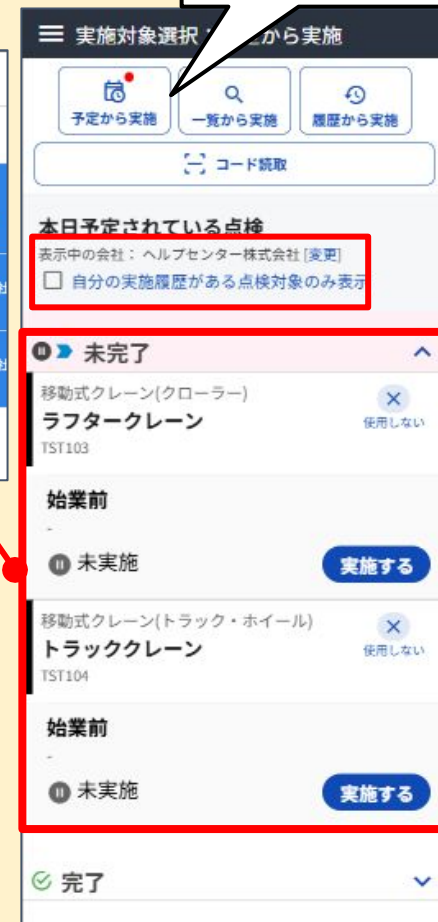 実施対象選択：
から実施
予定から実施
一覧から実施
履歴から実施
コード読取
本日予定されている点検
表示中の会社： ヘルプセンター株式会社 [変更]
自分の実施履歴がある点検対象のみ表示
未完了
移動式クレーン(クローラー)
ラフタークレーン
TST103
使用しない
始業前
-
未実施
実施する
移動式クレーン(トラック・ホイール)
トラッククレーン
TST104
使用しない
始業前
-
未実施
実施する
完了